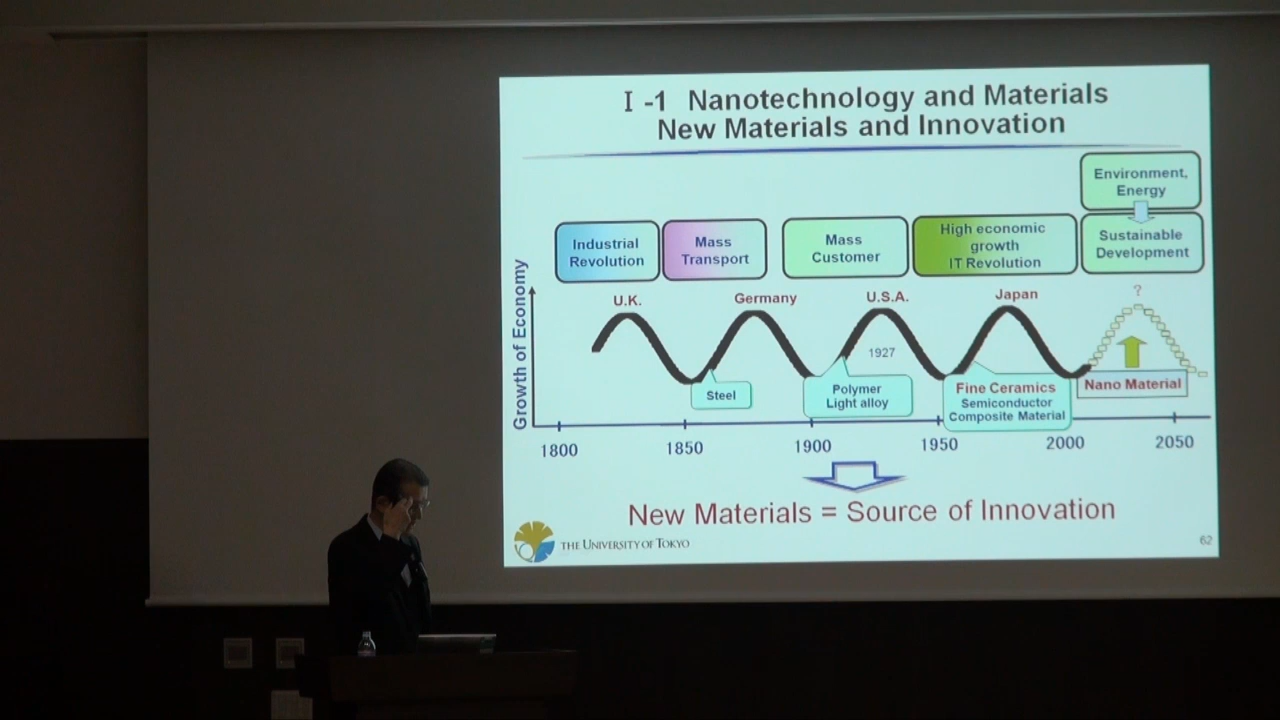 Ⅰ-1 Nanotechnology and Materials
New Materials and Innovation
Environment,
Energy
Industrial
Revolution
Mass
Transport
Mass
Customer
High economic
growth
IT Revolution
Sustainable
Development
Growth of Economy
U.K.
Germany
U.S.A.
Japan
?
1927
Steel
Polymer
Light alloy
Fine Ceramics
Semiconductor
Composite Material
Nano Material
1800
1850
1900
1950
2000
2050
New Materials = Source of Innovation
THE UNIVERSITY OF TOKYO
62